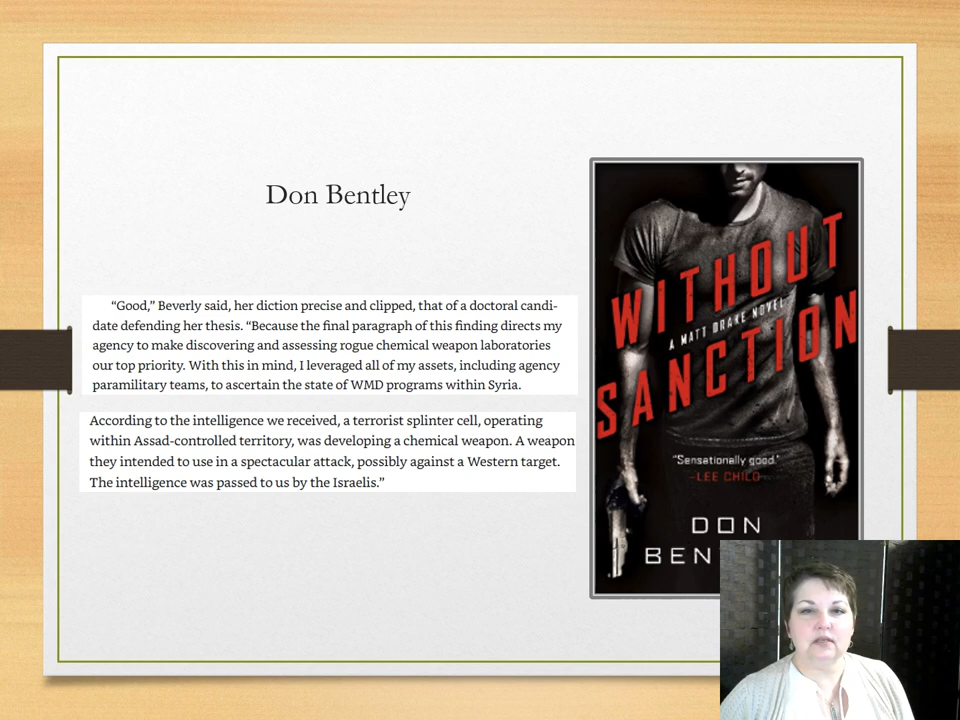 Don Bentley
“Good,” Beverly said, her diction precise and clipped, that of a doctoral candi-
date defending her thesis. “Because the final paragraph of this finding directs my
agency to make discovering and assessing rogue chemical weapon laboratories
our top priority. With this in mind, I leveraged all of my assets, including agency
paramilitary teams, to ascertain the state of WMD programs within Syria.
According to the intelligence we received, a terrorist splinter cell, operating
within Assad-controlled territory, was developing a chemical weapon. A weapon
they intended to use in a spectacular attack, possibly against a Western target.
The intelligence was passed to us by the Israelis.”
WITHOUT
A MATT DRAKE NOVEL
SANCTION
“Sensationally good.”
–LEE CHILD
DON
BEN